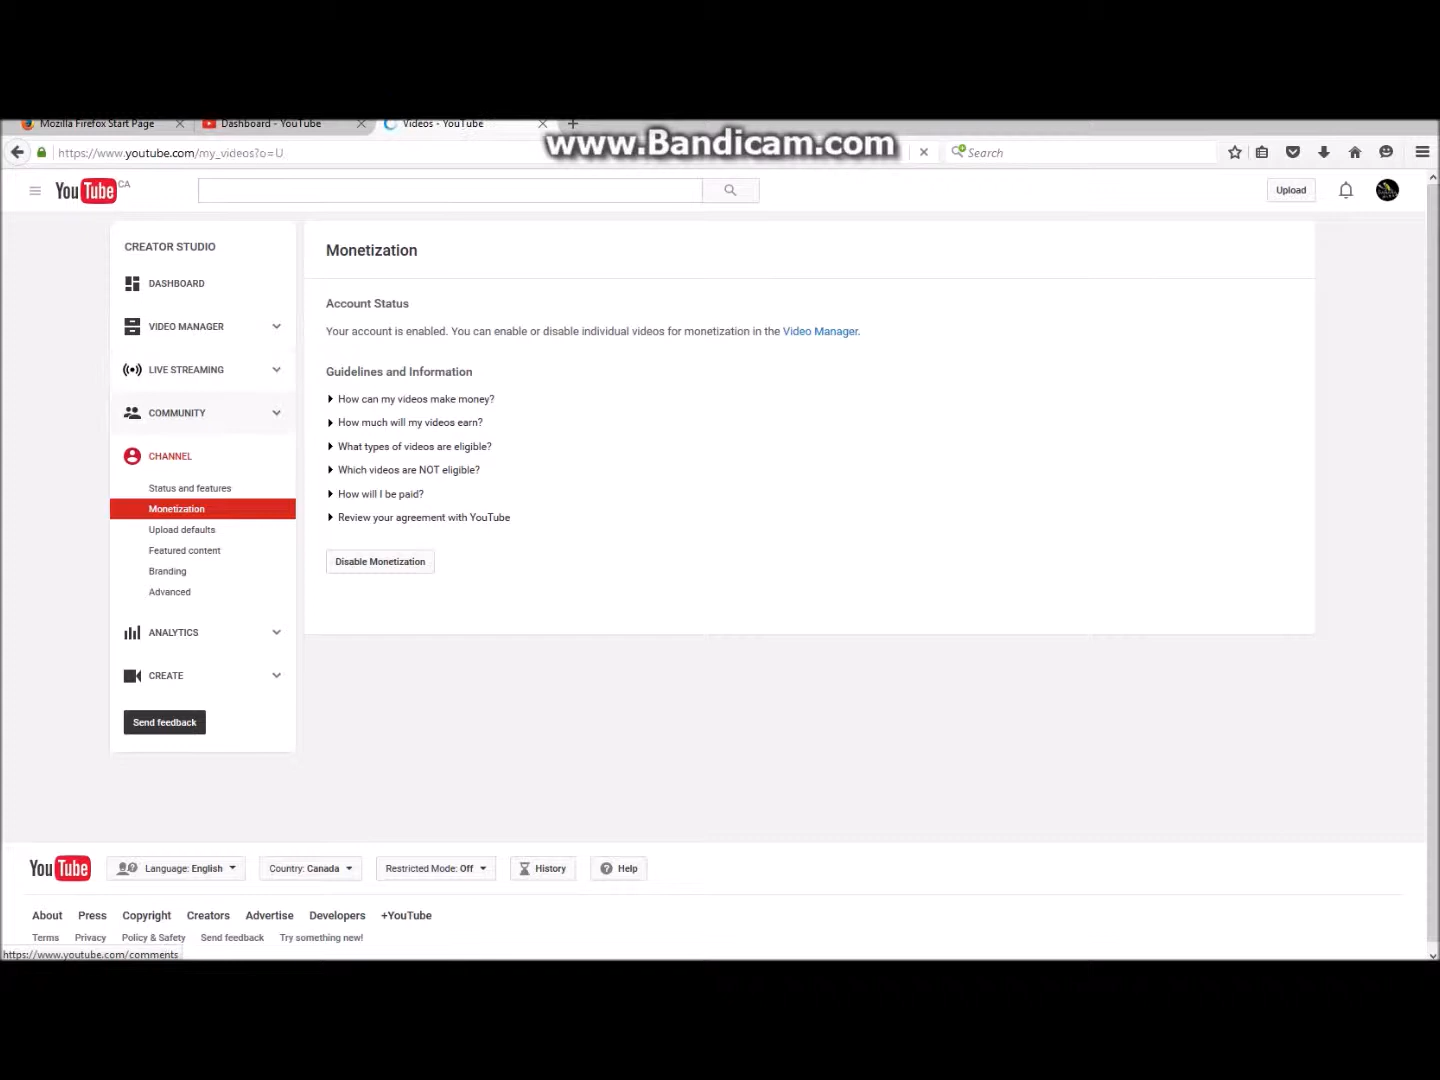 Mozilla Firefox Start Page
Dashboard - YouTube
Videos - YouTube
www.Bandicam.com
https://www.youtube.com/my_videos?o=U
Search
YouTube CA
Upload
CREATOR STUDIO
DASHBOARD
VIDEO MANAGER
LIVE STREAMING
COMMUNITY
CHANNEL
Status and features
Monetization
Upload defaults
Featured content
Branding
Advanced
ANALYTICS
CREATE
Send feedback
Monetization
Account Status
Your account is enabled. You can enable or disable individual videos for monetization in the Video Manager.
Guidelines and Information
How can my videos make money?
How much will my videos earn?
What types of videos are eligible?
Which videos are NOT eligible?
How will I be paid?
Review your agreement with YouTube
Disable Monetization
YouTube
Language: English
Country: Canada
Restricted Mode: Off
History
Help
About Press Copyright Creators Advertise Developers +YouTube
Terms Privacy Policy & Safety Send feedback Try something new!
https://www.youtube.com/comments